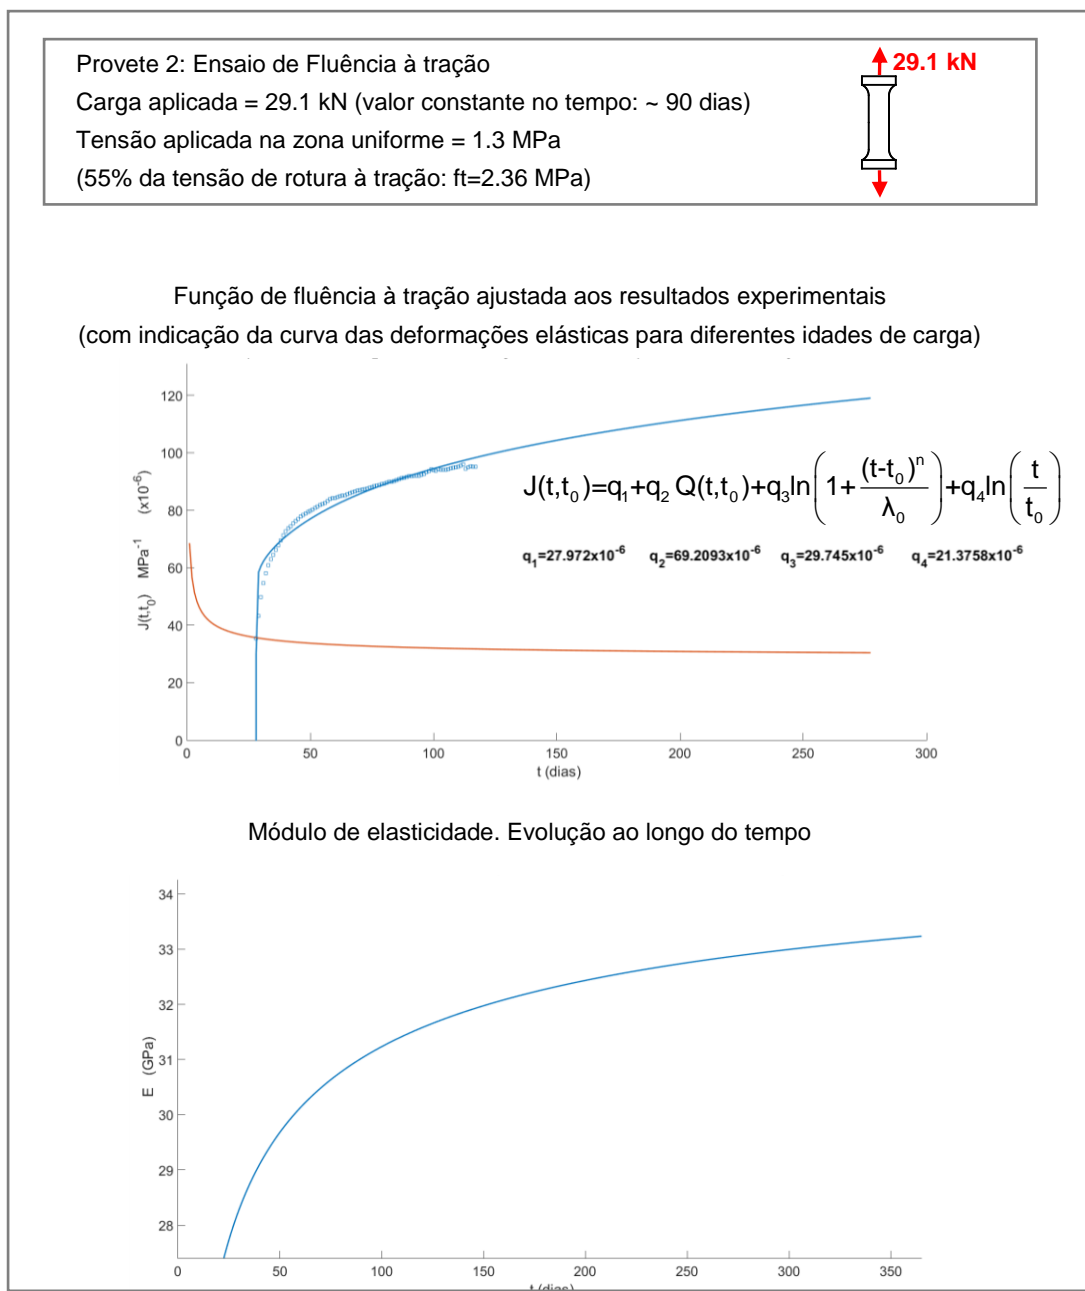 Provete 2: Ensaio de Fluência à tração
29.1 kN
Carga aplicada = 29.1 kN (valor constante no tempo: ~ 90 dias)
Tensão aplicada na zona uniforme = 1.3 MPa
(55% da tensão de rotura à tração: ft=2.36 MPa)
Função de fluência à tração ajustada aos resultados experimentais
(com indicação da curva das deformações elásticas para diferentes idades de carga)
120
100
80
60
40
20
0
J(t,t₀) MPa⁻¹ (x10⁻⁶)
J(t,t₀)=q₁+q₂ Q(t,t₀)+q₃ln(1+(t-t₀)ⁿ/λ₀)+q₄ln(t/t₀)
q₁=27.972x10⁻⁶ q₂=69.2093x10⁻⁶ q₃=29.745x10⁻⁶ q₄=21.3758x10⁻⁶
0 50 100 150 200 250 300
t (dias)
Módulo de elasticidade. Evolução ao longo do tempo
34
33
32
31
30
29
28
E (GPa)
0 50 100 150 200 250 300 350
t (dias)